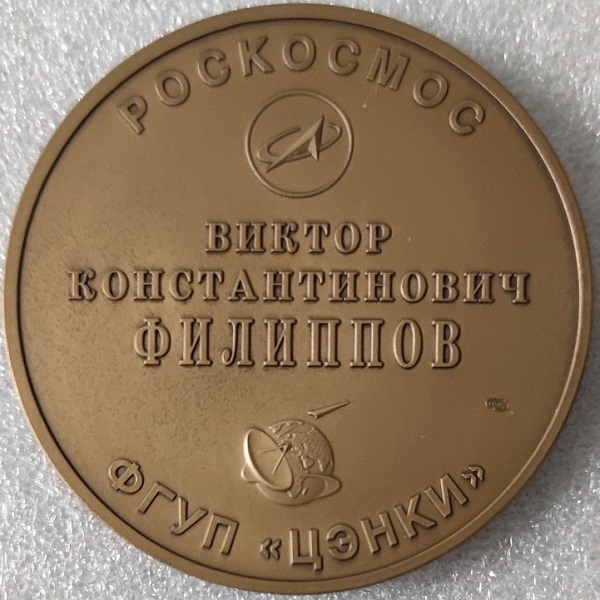 РОСКОСМОС
ВИКТОР
КОНСТАНТИНОВИЧ
ФИЛИППОВ
ФГУП «ЦЭНКИ»